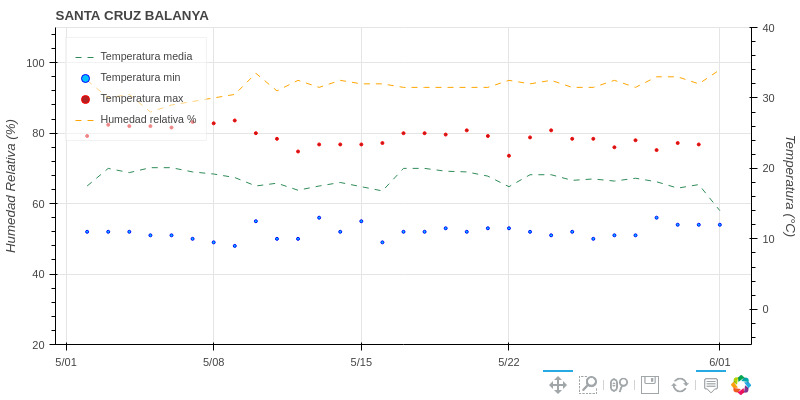 SANTA CRUZ BALANYA
Temperatura media
Temperatura min
Temperatura max
Humedad relativa %
Humedad Relativa (%)
100
80
60
40
20
Temperatura (°C)
40
30
20
10
0
5/01
5/08
5/15
5/22
6/01